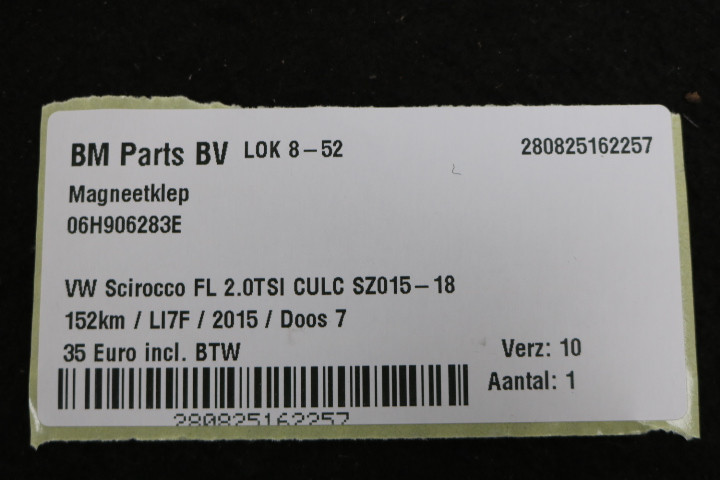 BM Parts BV LOK 8-52 280825162257
Magneetklep
06H906283E
VW Scirocco FL 2.0TSI CULC SZ015-18
152km / LI7F / 2015 / Doos 7
35 Euro incl. BTW Verz: 10
Aantal: 1
280825162257